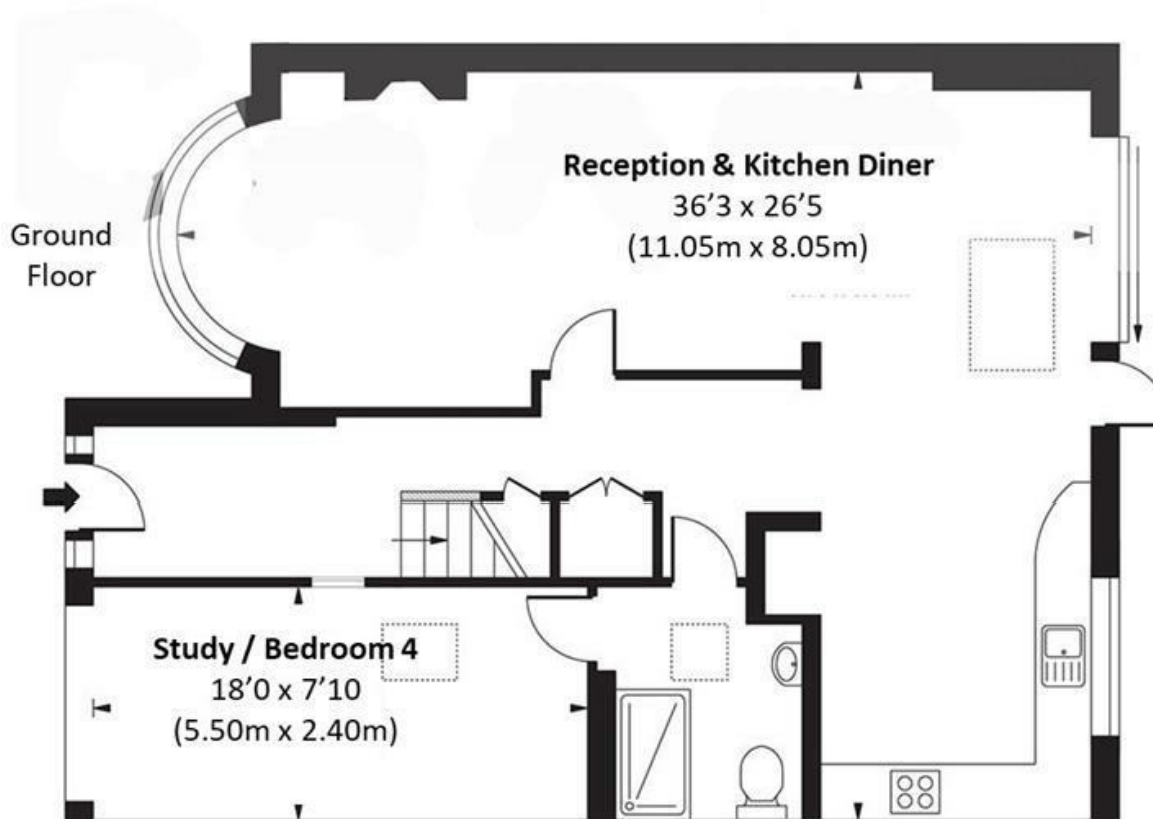 Reception & Kitchen Diner
36’3 x 26’5
(11.05m x 8.05m)
Ground
Floor
Study / Bedroom 4
18’0 x 7’10
(5.50m x 2.40m)